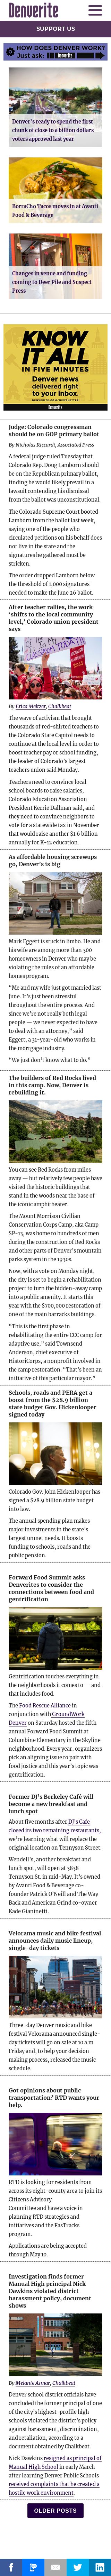 Denverite
SUPPORT US
HOW DOES DENVER WORK?
Just ask: Denverite
Denver's ready to spend the first
chunk of close to a billion dollars
voters approved last year
BorraCho Tacos moves in at Avanti
Food & Beverage
Changes in venue and funding
coming to Deer Pile and Suspect
Press
KNOW
IT ALL
IN FIVE MINUTES
Denver news
delivered right
to your inbox.
Denverite
Judge: Colorado congressman
should be on GOP primary ballot
By Nicholas Riccardi, Associated Press
A federal judge ruled Tuesday that
Colorado Rep. Doug Lamborn should
be on the Republican primary ballot,
finding he would likely prevail in a
lawsuit contending his dismissal
from the ballot was unconstitutional.
The Colorado Supreme Court booted
Lamborn from the ballot last week,
ruling one of the people who
circulated petitions on his behalf does
not live in the state and the
signatures he gathered must be
stricken.
The order dropped Lamborn below
the threshold of 1,000 signatures
needed to make the June 26 ballot.
After teacher rallies, the work
'shifts to the local community
level,' Colorado union president
says
By Erica Meltzer, Chalkbeat
The wave of activism that brought
thousands of red-shirted teachers to
the Colorado State Capitol needs to
continue at the local level in order to
boost teacher pay and school funding,
the leader of Colorado's largest
teachers union said Monday.
Teachers need to convince local
school boards to raise salaries,
Colorado Education Association
President Kerrie Dallman said, and
they need to convince neighbors to
vote for a statewide tax in November
that would raise another $1.6 billion
annually for K-12 education.
As affordable housing screwups
go, Denver's is big
Mark Eggert is stuck in limbo. He and
his wife are among more than 300
homeowners in Denver who may be
violating the rules of an affordable
homes program.
"Me and my wife just got married last
June. It's just been stressful
throughout the entire process. And
since we're not really both legal
people — we never expected to have
to deal with an attorney," said
Eggert, a 29-year-old who works in
the mortgage industry.
"We just don't know what to do."
The builders of Red Rocks lived
in this camp. Now, Denver is
rebuilding it.
You can see Red Rocks from miles
away — but relatively few people have
visited the historic buildings that
stand in the woods near the base of
the iconic amphitheater.
The Mount Morrison Civilian
Conservation Corps Camp, aka Camp
SP-13, was home to hundreds of men
during the construction of Red Rocks
and other parts of Denver's mountain
parks system in the 1930s.
Now, with a vote on Monday night,
the city is set to begin a rehabilitation
project to turn the hidden-away camp
into a public amenity. It starts this
year with the $700,000 restoration of
one of its long barracks buildings.
"This is the first phase in
rehabilitating the entire CCC camp for
adaptive use," said Townsend
Anderson, chief executive of
HistoriCorps, a nonprofit involved in
the camp restoration. "That's been an
initiative of this community's part."
Schools, roads and PERA get a
boost from the $28.9 billion
state budget Gov. Hickenlooper
signed today
Colorado Gov. John Hickenlooper has
signed a $28.9 billion state budget
into law.
The annual spending plan makes
major investments in the state's
largest unmet needs. It boosts
funding to schools, roads and the
public pension.
Forward Food Summit asks
Denverites to consider the
connections between food and
gentrification
Gentrification touches everything in
the neighborhoods it comes to — and
that includes food.
The Food Rescue Alliance in
conjunction with GroundWork
Denver on Saturday hosted the fifth
annual Forward Food Summit at
Columbine Elementary in the Skyline
neighborhood. Every year, organizers
pick an aligning issue to pair with
food justice and this year's topic was
gentrification.
Former DJ's Berkeley Café will
become a new breakfast and
lunch spot
About five months after DJ's Cafe
closed its two remaining restaurants,
we're learning what will replace the
original location on Tennyson Street.
Wendell's, another breakfast and
lunch spot, will open at 3838
Tennyson St. in mid-May. It's owned
by Avanti Food & Beverage co-
founder Patrick O'Neill and The Way
Back and American Grind co-owner
Kade Gianinetti.
Velorama music and bike festival
announces daily music lineup,
single-day tickets
Three-day Denver music and bike
festival Velorama announced single-
day tickets will go on sale at 10 a.m.
Friday and, to help your decision-
making process, released the music
schedule.
Got opinions about public
transportation? RTD wants your
help.
RTD is looking for residents from
across its eight-county area to join its
Citizens Advisory
Committee and have a voice in
planning RTD strategies and
initiatives and the FasTracks
program.
Applications are being accepted
through May 10.
Investigation finds former
Manual High principal Nick
Dawkins violated district
harassment policy, document
shows
By Melanie Asmar, Chalkbeat
Denver school district officials have
concluded the former principal of one
of the city's most storied high schools
violated the district's policy
against harassment, discrimination,
and retaliation, according to a
document obtained by Chalkbeat.
Nick Dawkins resigned as principal of
Manual High School in early March
after leaning Denver Public Schools
received complaints that he created a
hostile work environment.
OLDER POSTS